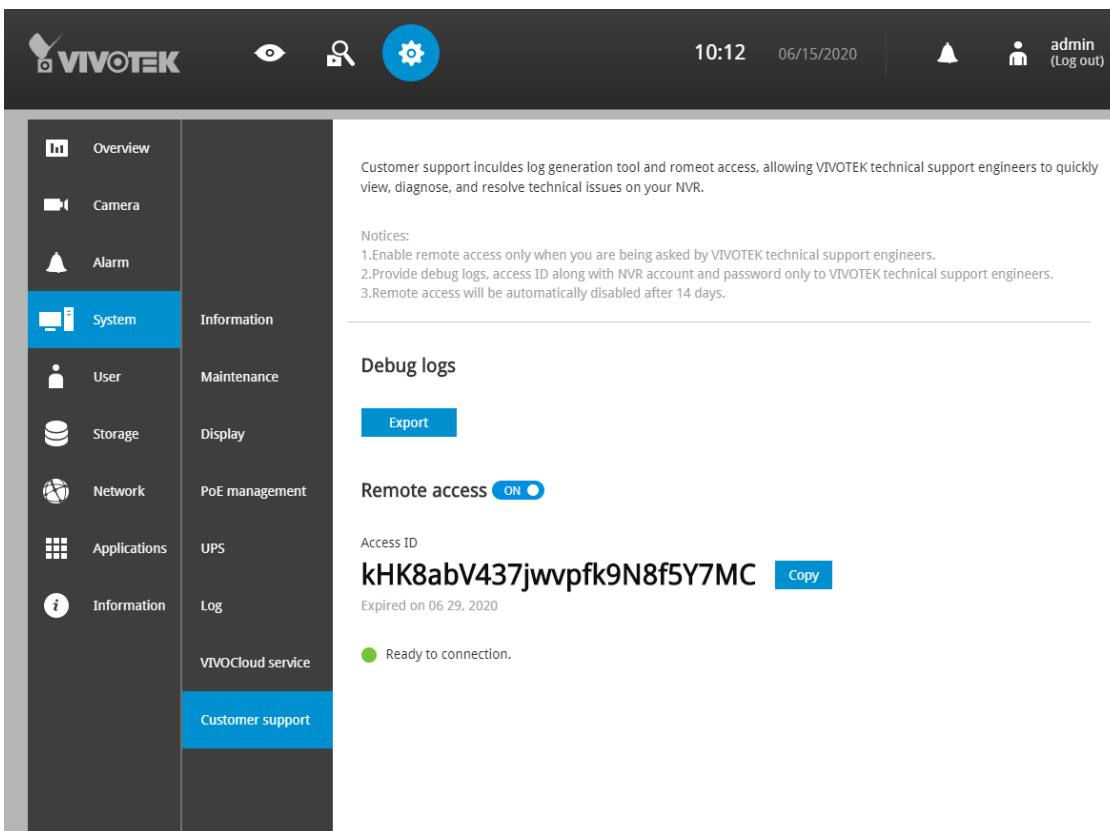 VIVOTEK
10:12
06/15/2020
admin
(Log out)
Overview
Camera
Alarm
System
User
Storage
Network
Applications
Information
Information
Maintenance
Display
PoE management
UPS
Log
VIVOCloud service
Customer support
Customer support inculdes log generation tool and romeot access, allowing VIVOTEK technical support engineers to quickly
view, diagnose, and resolve technical issues on your NVR.
Notices:
1.Enable remote access only when you are being asked by VIVOTEK technical support engineers.
2.Provide debug logs, access ID along with NVR account and password only to VIVOTEK technical support engineers.
3.Remote access will be automatically disabled after 14 days.
Debug logs
Export
Remote access ON
Access ID
kHK8abV437jwvpfk9N8f5Y7MC Copy
Expired on 06 29, 2020
Ready to connection.